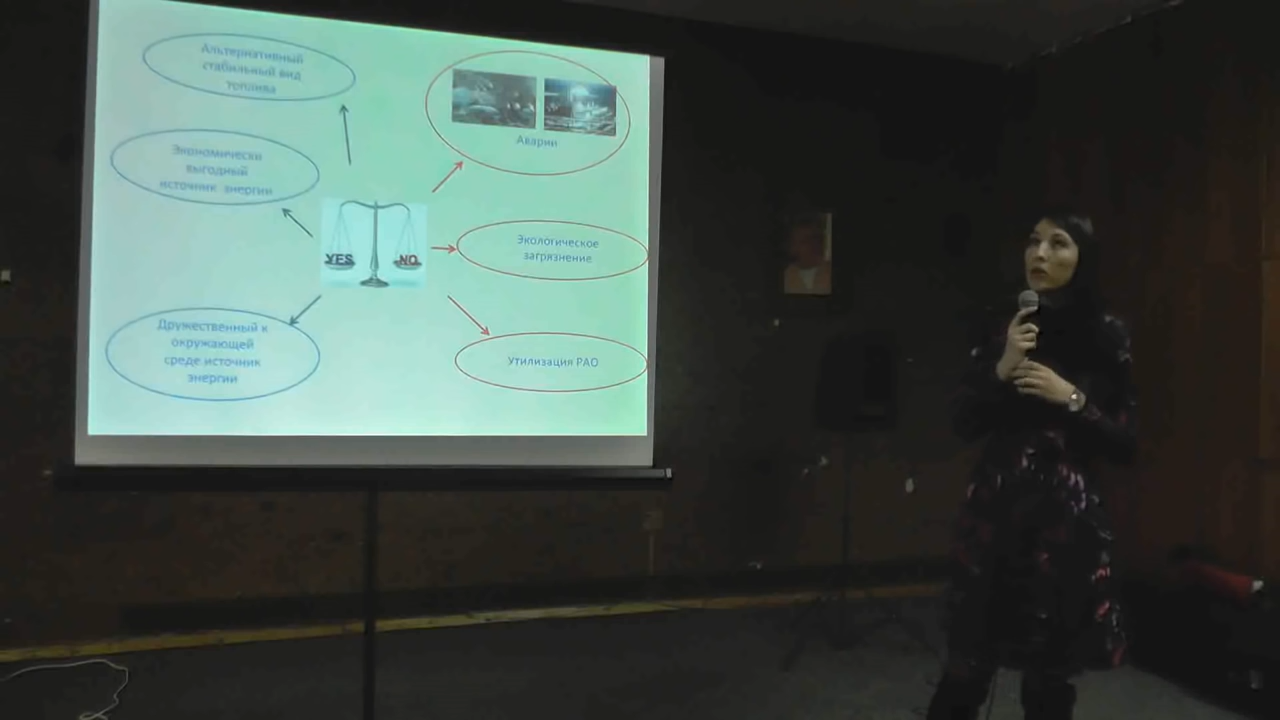 Альтернативный
стабильный вид
топлива
Экономически
выгодный
источник энергии
Дружественный к
окружающей
среде источник
энергии
YES
NO
Аварии
Экологическое
загрязнение
Утилизация РАО